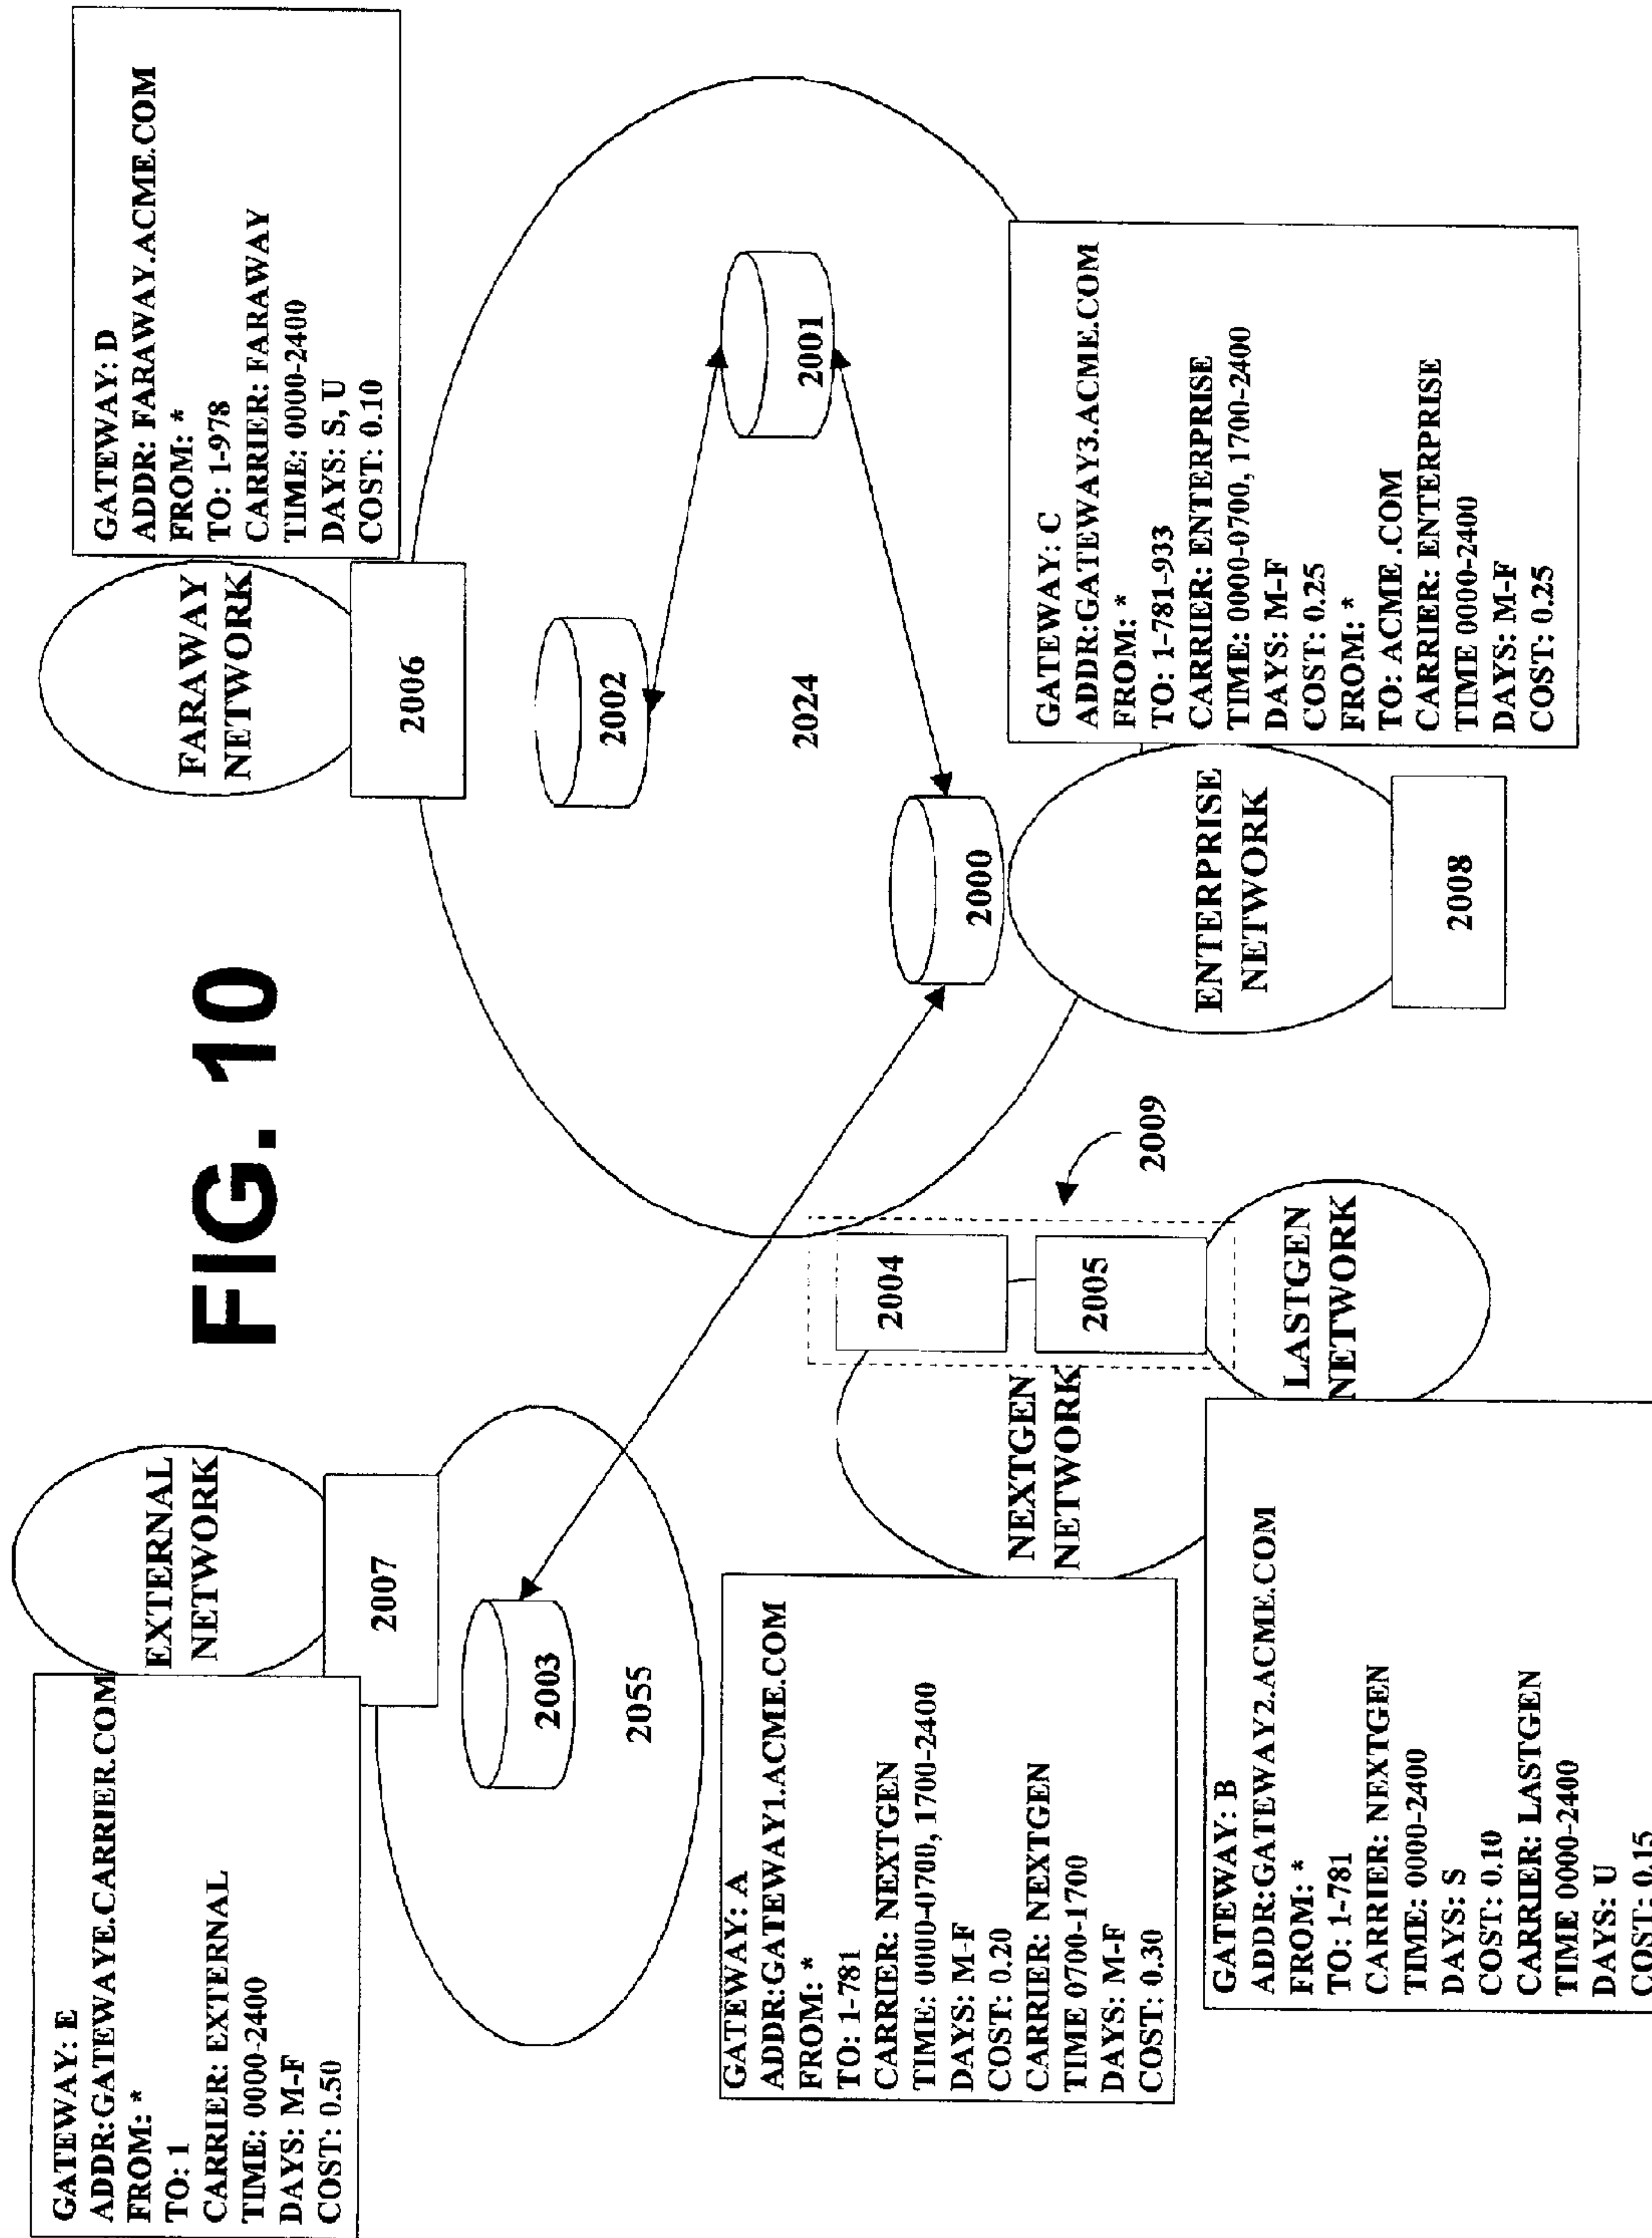 FIG. 10
GATEWAY: E
ADDR:GATEWAYE.CARRIER.COM
FROM: *
TO: 1
CARRIER: EXTERNAL
TIME: 0000-2400
DAYS: M-F
COST: 0.50
EXTERNAL
NETWORK
2007
2003
2055
FARAWAY
NETWORK
2006
GATEWAY: D
ADDR: FARAWAY.ACME.COM
FROM: *
TO: 1-978
CARRIER: FARAWAY
TIME: 0000-2400
DAYS: S, U
COST: 0.10
2002
2001
2024
2000
GATEWAY: A
ADDR:GATEWAY1.ACME.COM
FROM: *
TO: 1-781
CARRIER: NEXTGEN
TIME: 0000-0700, 1700-2400
DAYS: M-F
COST: 0.20
CARRIER: NEXTGEN
TIME 0700-1700
DAYS: M-F
COST: 0.30
NEXTGEN
NETWORK
2004
2005
2009
ENTERPRISE
NETWORK
2008
GATEWAY: C
ADDR:GATEWAY3.ACME.COM
FROM: *
TO: 1-781-933
CARRIER: ENTERPRISE
TIME: 0000-0700, 1700-2400
DAYS: M-F
COST: 0.25
FROM: *
TO: ACME .COM
CARRIER: ENTERPRISE
TIME 0000-2400
DAYS: M-F
COST: 0.25
GATEWAY: B
ADDR:GATEWAY2.ACME.COM
FROM: *
TO: 1-781
CARRIER: NEXTGEN
TIME: 0000-2400
DAYS: S
COST: 0.10
CARRIER: LASTGEN
TIME 0000-2400
DAYS: U
COST: 0.15
LASTGEN
NETWORK